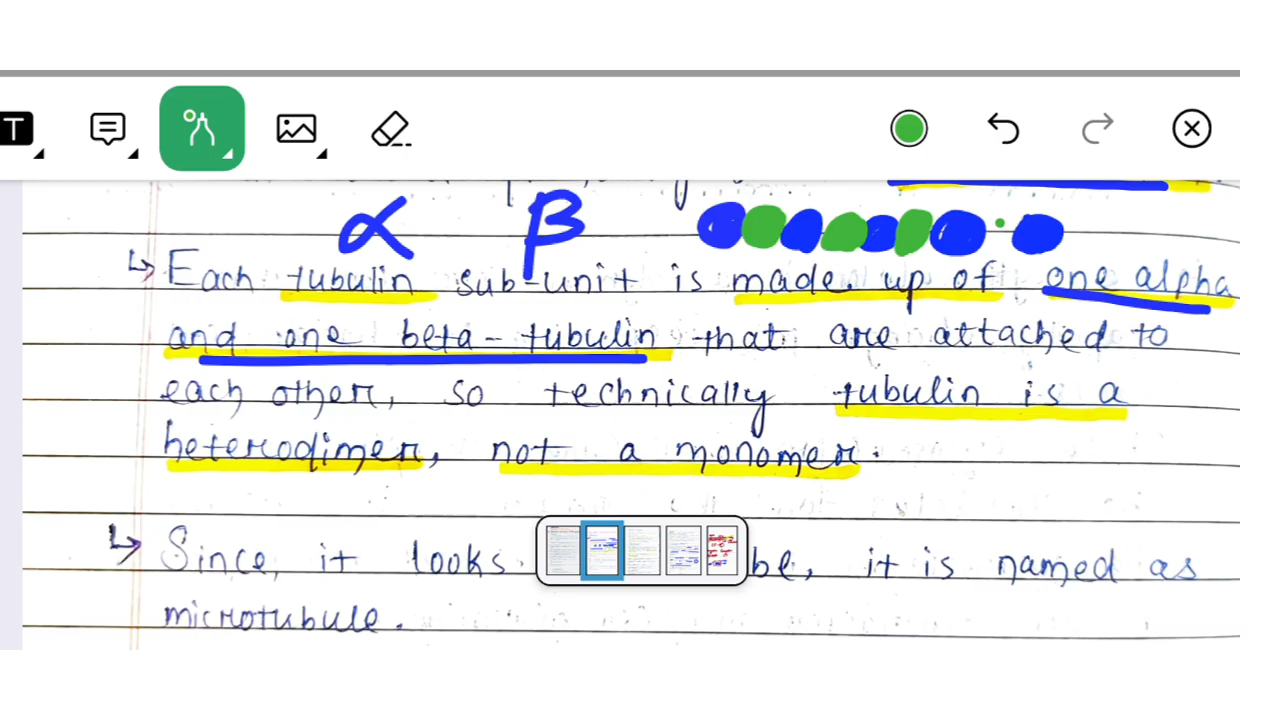 T
α β
↳ Each tubulin sub-unit is made up of one alpha
and one beta-tubulin that are attached to
each other, so technically tubulin is a
heterodimer, not a monomer.
↳ Since, it looks be, it is named as
microtubule.